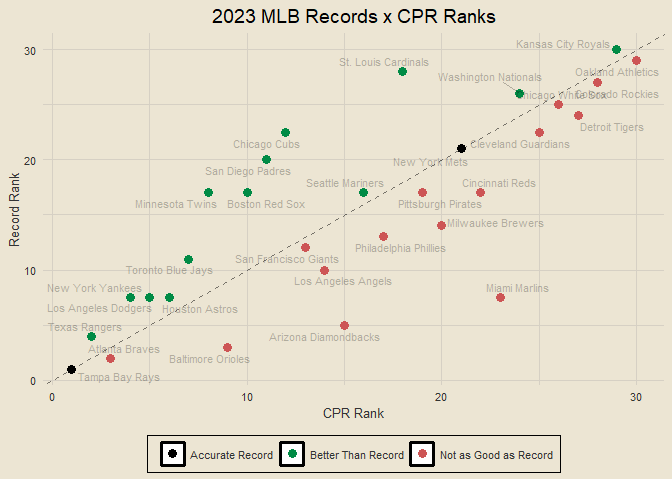 2023 MLB Records x CPR Ranks
Kansas City Royals
St. Louis Cardinals
Oakland Athletics
Washington Nationals
Chicago White Sox
Colorado Rockies
Detroit Tigers
Chicago Cubs
Cleveland Guardians
New York Mets
San Diego Padres
Seattle Mariners
Cincinnati Reds
Minnesota Twins
Boston Red Sox
Pittsburgh Pirates
Milwaukee Brewers
Philadelphia Phillies
San Francisco Giants
Toronto Blue Jays
Los Angeles Angels
New York Yankees
Miami Marlins
Los Angeles Dodgers
Houston Astros
Texas Rangers
Arizona Diamondbacks
Atlanta Braves
Baltimore Orioles
Tampa Bay Rays
30
20
10
0
Record Rank
0
10
20
30
CPR Rank
Accurate Record
Better Than Record
Not as Good as Record